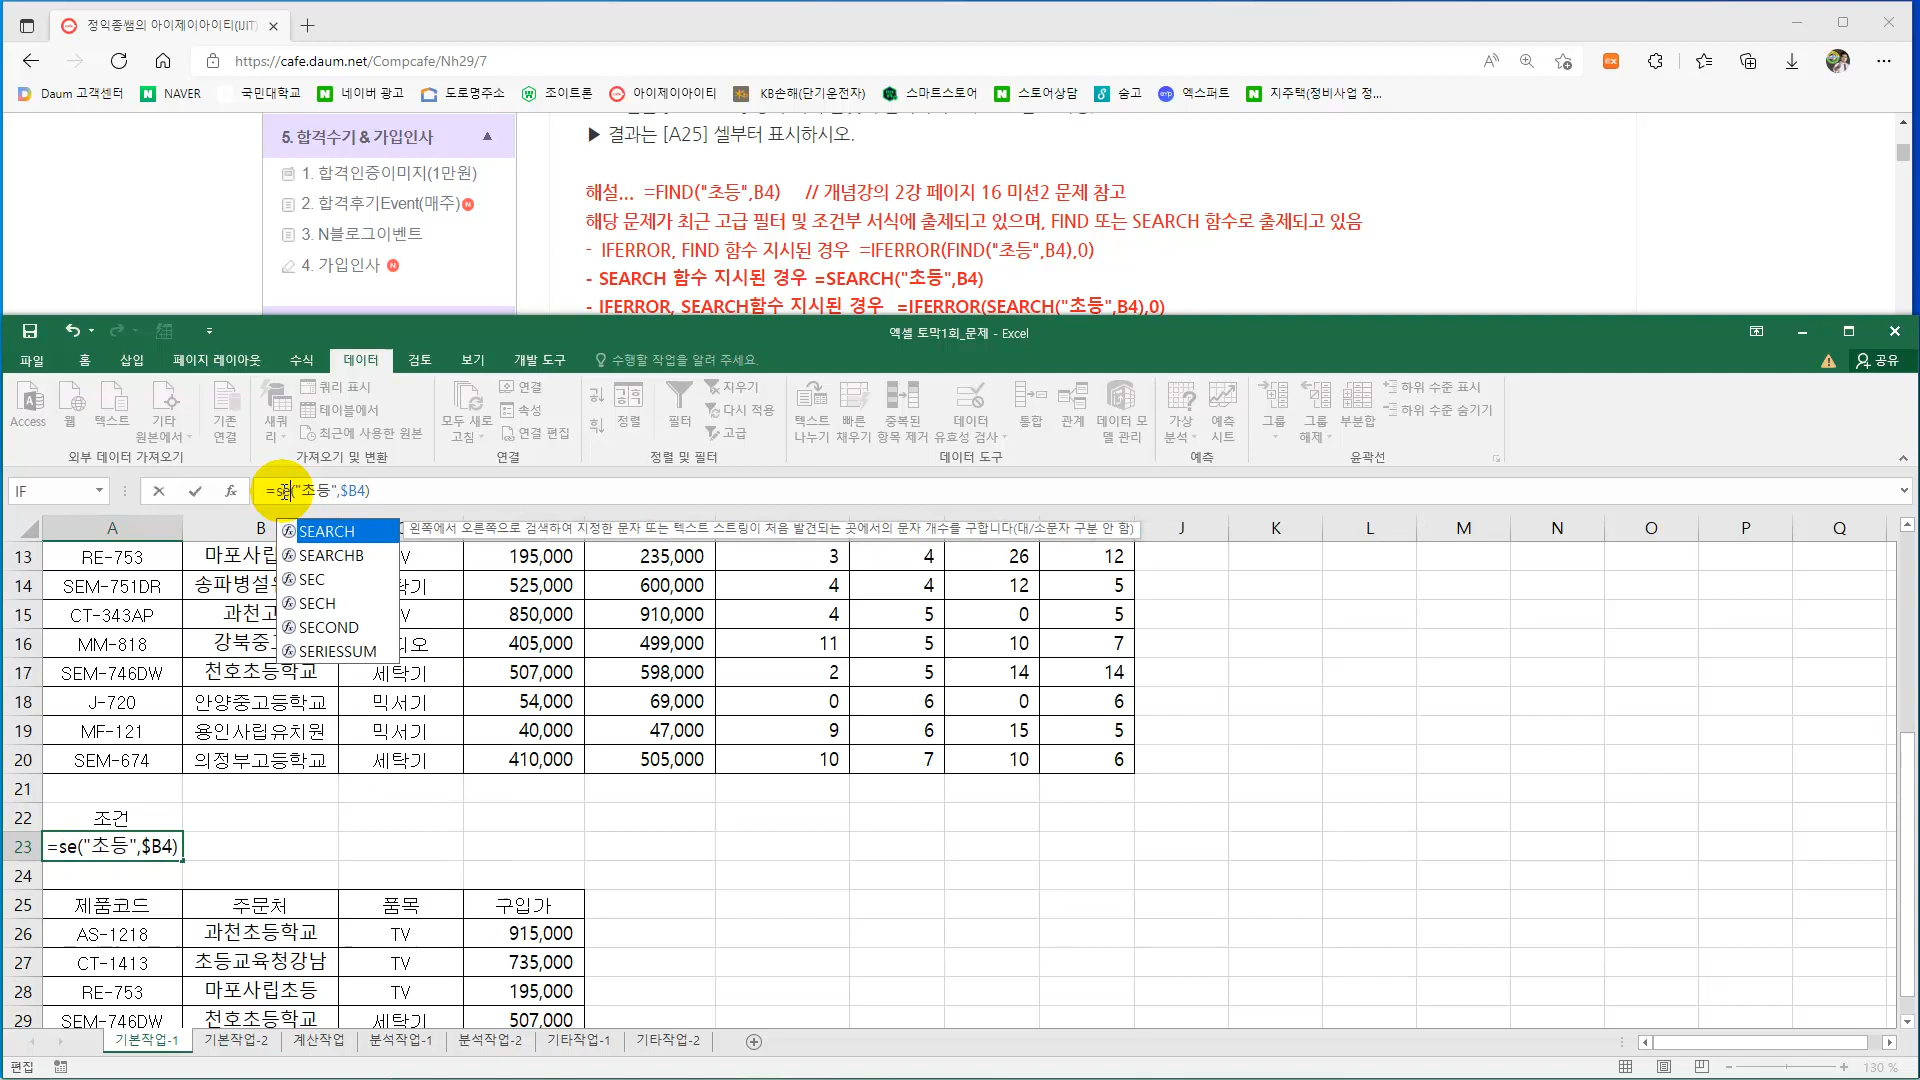 정익종쌤의 아이제이아이티(IJIT)
https://cafe.daum.net/Compcafe/Nh29/7
Daum 고객센터 NAVER 국민대학교 네이버 광고 도로명주소 조이트론 아이제이아이티 KB손해(단기운전자) 스마트스토어 스토어상담 숨고 엑스퍼트 지주택(정비사업 정...
5. 합격수기 & 가입인사 ▲
1. 합격인증이미지(1만원)
2. 합격후기Event(매주) N
3. N블로그이벤트
4. 가입인사 N
▶ 결과는 [A25] 셀부터 표시하시오.
해설... =FIND("초등",B4) // 개념강의 2강 페이지 16 미션2 문제 참고
해당 문제가 최근 고급 필터 및 조건부 서식에 출제되고 있으며, FIND 또는 SEARCH 함수로 출제되고 있음
- IFERROR, FIND 함수 지시된 경우 =IFERROR(FIND("초등",B4),0)
- SEARCH 함수 지시된 경우 =SEARCH("초등",B4)
- IFERROR, SEARCH함수 지시된 경우 =IFERROR(SEARCH("초등",B4),0)
엑셀 토막1회_문제 - Excel
파일 홈 삽입 페이지 레이아웃 수식 데이터 검토 보기 개발 도구 수행할 작업을 알려 주세요. 공유
Access 웹 텍스트 기타 원본에서 기존 연결
외부 데이터 가져오기
새 쿼리 쿼리 표시 테이블에서 최근에 사용한 원본
가져오기 및 변환
모두 새로 고침 연결 속성 연결 편집
연결
정렬 필터 지우기 다시 적용 고급
정렬 및 필터
텍스트 나누기 빠른 채우기 중복된 항목 제거 데이터 유효성 검사 통합 관계 데이터 모델 관리
데이터 도구
가상 분석 예측 시트
예측
그룹 그룹 해제 부분합 하위 수준 표시 하위 수준 숨기기
윤곽선
IF fx =se("초등",$B4)
A B J K L M N O P Q
SEARCH 왼쪽에서 오른쪽으로 검색하여 지정한 문자 또는 텍스트 스트링이 처음 발견되는 곳에서의 문자 개수를 구합니다(대/소문자 구분 안 함)
SEARCHB
SEC
SECH
SECOND
SERIESSUM
13 RE-753 마포사립 V 195,000 235,000 3 4 26 12
14 SEM-751DR 송파병설 탁기 525,000 600,000 4 4 12 5
15 CT-343AP 과천고 V 850,000 910,000 4 5 0 5
16 MM-818 강북중 디오 405,000 499,000 11 5 10 7
17 SEM-746DW 천호초등학교 세탁기 507,000 598,000 2 5 14 14
18 J-720 안양중고등학교 믹서기 54,000 69,000 0 6 0 6
19 MF-121 용인사립유치원 믹서기 40,000 47,000 9 6 15 5
20 SEM-674 의정부고등학교 세탁기 410,000 505,000 10 7 10 6
21
22 조건
23 =se("초등",$B4)
24
25 제품코드 주문처 품목 구입가
26 AS-1218 과천초등학교 TV 915,000
27 CT-1413 초등교육청강남 TV 735,000
28 RE-753 마포사립초등 TV 195,000
29 SEM-746DW 천호초등학교 세탁기 507,000
기본작업-1 기본작업-2 계산작업 분석작업-1 분석작업-2 기타작업-1 기타작업-2
편집 130 %